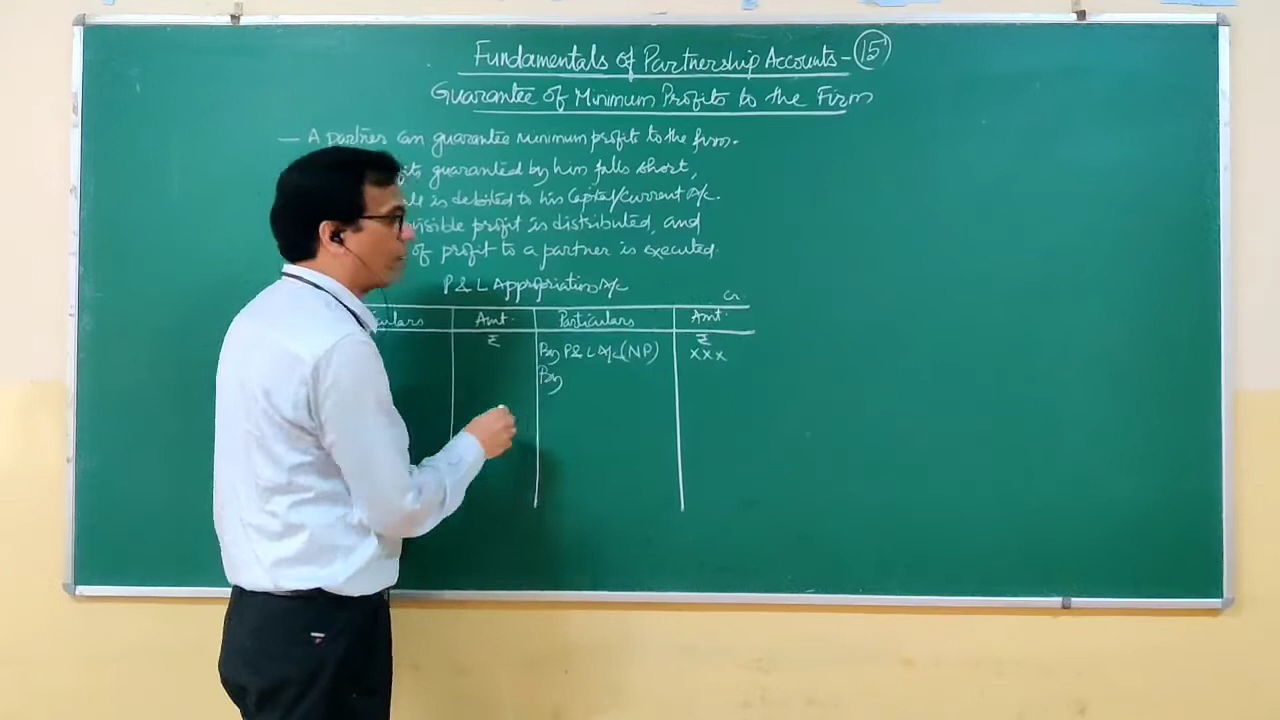 Fundamentals of Partnership Accounts - 15
Guarantee of Minimum Profits to the Firm
— A partner can guarantee minimum profit to the firm.
guaranteed by him falls short,
is debited to his Capital/Current A/c.
profit is distributed, and
of profit to a partner is executed.
P & L Appropriation A/c
Cr.
Amt. Particulars Amt.
₹ ₹
By P & L A/c (NP) xxx
By